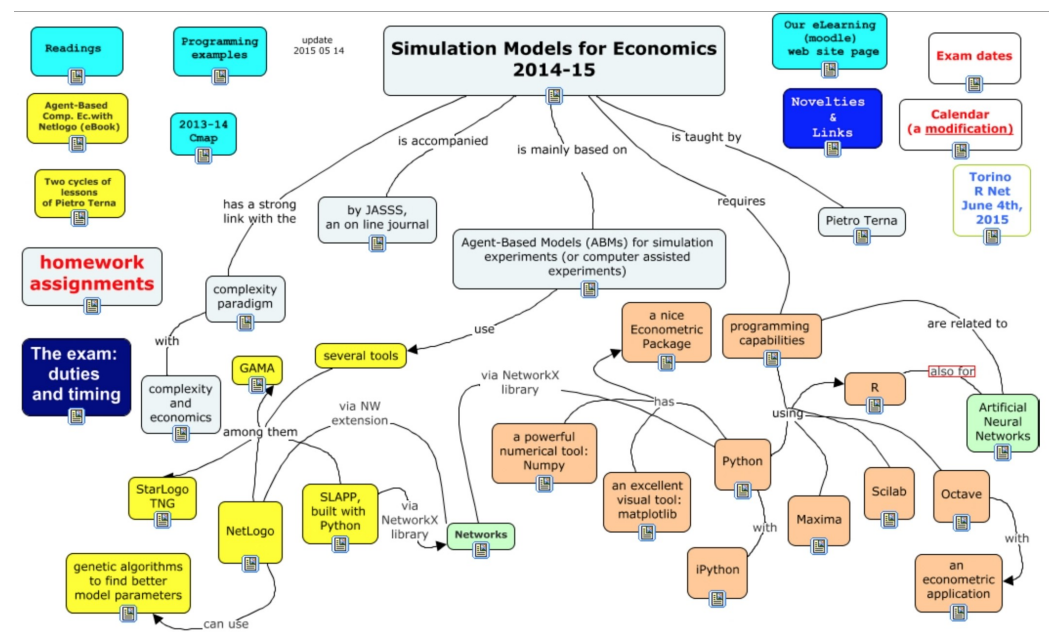 Readings
Programming
examples
update
2015 05 14
Simulation Models for Economics
2014-15
Our eLearning
(moodle)
web site page
Exam dates
Agent-Based
Comp. Ec.with
Netlogo (eBook)
2013-14
Cmap
Novelties
&
Links
Calendar
(a modification)
is accompanied
is mainly based on
is taught by
Two cycles of
lessons
of Pietro Terna
Torino
R Net
June 4th,
2015
has a strong
link with the
by JASSS,
an on line journal
requires
Pietro Terna
Agent-Based Models (ABMs) for simulation
experiments (or computer assisted
experiments)
homework
assignments
complexity
paradigm
a nice
Econometric
Package
programming
capabilities
are related to
use
with
The exam:
duties
and timing
several tools
GAMA
complexity
and
economics
via NetworkX
library
R
also for
has
using
Artificial
Neural
Networks
via NW
extension
among them
a powerful
numerical tool:
Numpy
Python
an excellent
visual tool:
matplotlib
Scilab
Octave
StarLogo
TNG
SLAPP,
built with
Python
via
NetworkX
library
NetLogo
Networks
Maxima
with
with
iPython
genetic algorithms
to find better
model parameters
an
econometric
application
can use